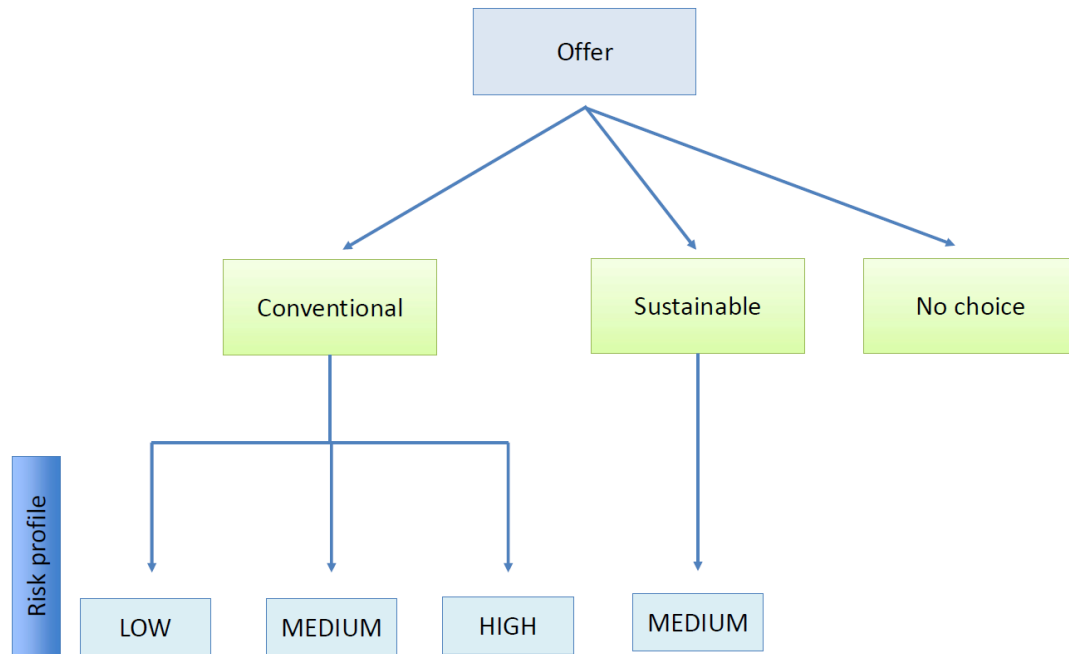 Offer
Conventional
Sustainable
No choice
Risk profile
LOW
MEDIUM
HIGH
MEDIUM